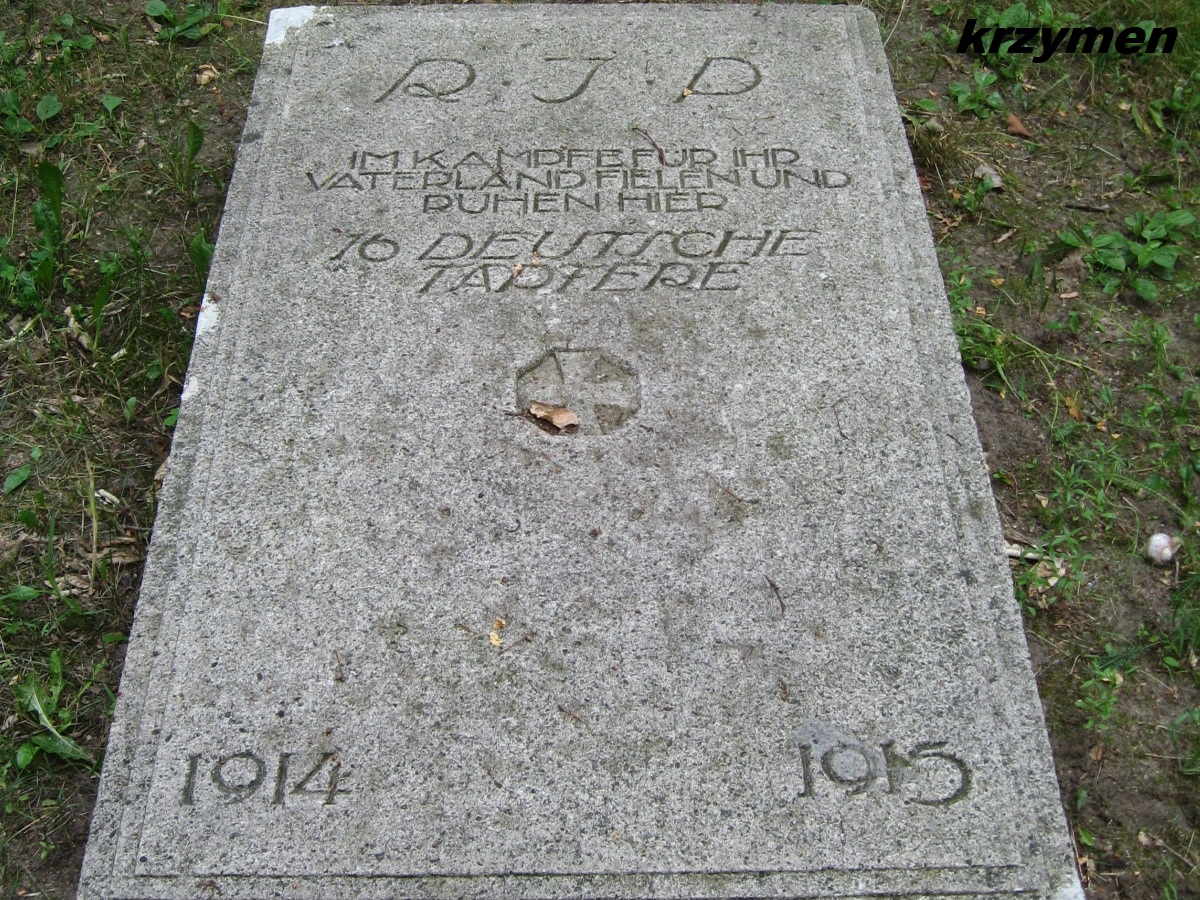 krzymen
R · I · P
IM KAMPFE FÜR IHR
VATERLAND FIELEN UND
RUHEN HIER
76 DEUTSCHE
TAPFERE
1914 1915